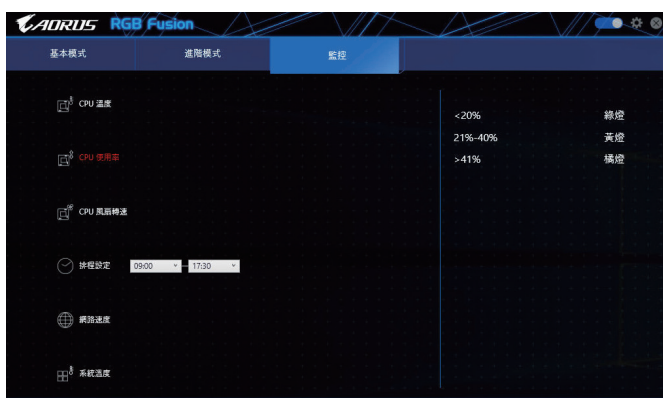 AORUS RGB Fusion
基本模式 進階模式 監控
CPU 溫度
CPU 使用率
CPU 風扇轉速
排程設定 09:00 17:30
網路速度
系統溫度
<20% 綠燈
21%-40% 黃燈
>41% 橘燈